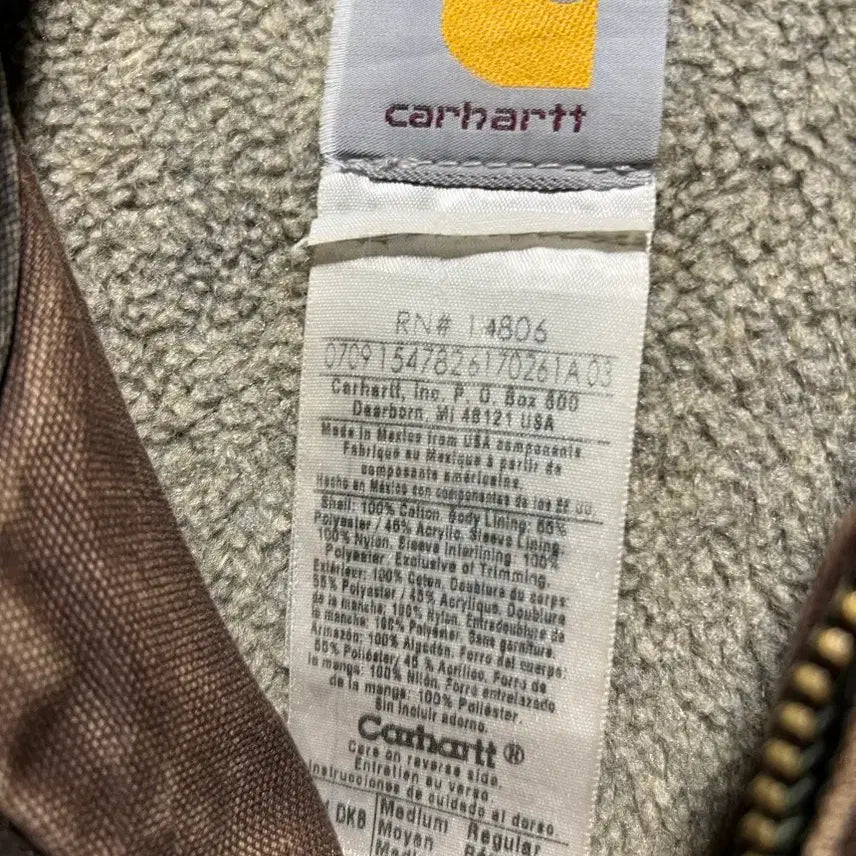 carhartt
RN# 14806
0709154782617026​1A 03
Carhartt, Inc. P. O. Box 600
Dearborn, MI 48121 USA
Made in Mexico from USA components
Fabriqué au Mexique à partir de
composants américains.
Hecho en México con componentes de los EE UU.
Shell: 100% Cotton. Body Lining: 55%
Polyester / 45% Acrylic. Sleeve Lining:
100% Nylon. Sleeve Interlining: 100%
Polyester. Exclusive of Trimming.
Extérieur: 100% Coton. Doublure du corps:
55% Polyester / 45% Acrylique. Doublure
de la manche: 100% Nylon. Entredoublure de
la manche: 100% Polyester. Sans garniture.
Armazón: 100% Algodón. Forro del cuerpo:
55% Poliéster / 45 % Acrílico. Forro de
la manga: 100% Nilón. Forro entrelazado
de la manga: 100% Poliéster.
Sin incluir adorno.
Carhartt®
Care on reverse side.
Entretien au verso.
Instrucciones de cuidado al dorso.
DKB Medium Regular
Moyen